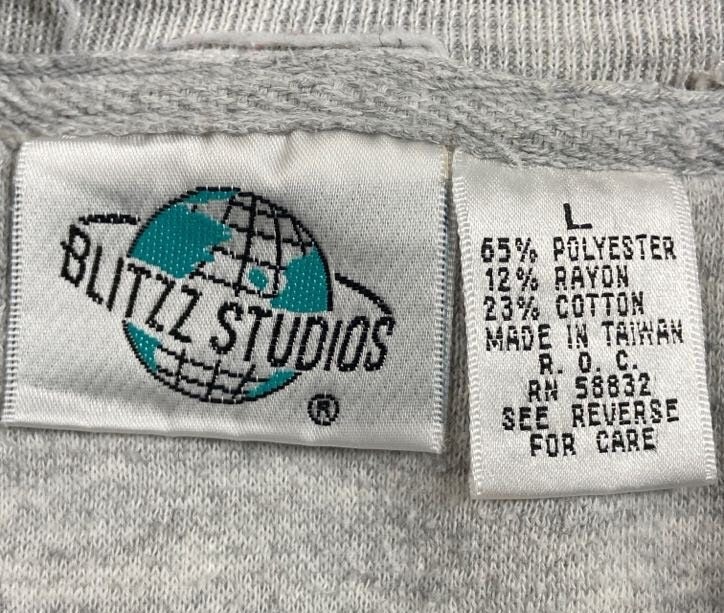 BLITZZ STUDIOS
®
L
65% POLYESTER
12% RAYON
23% COTTON
MADE IN TAIWAN
R. O. C.
RN 58832
SEE REVERSE
FOR CARE